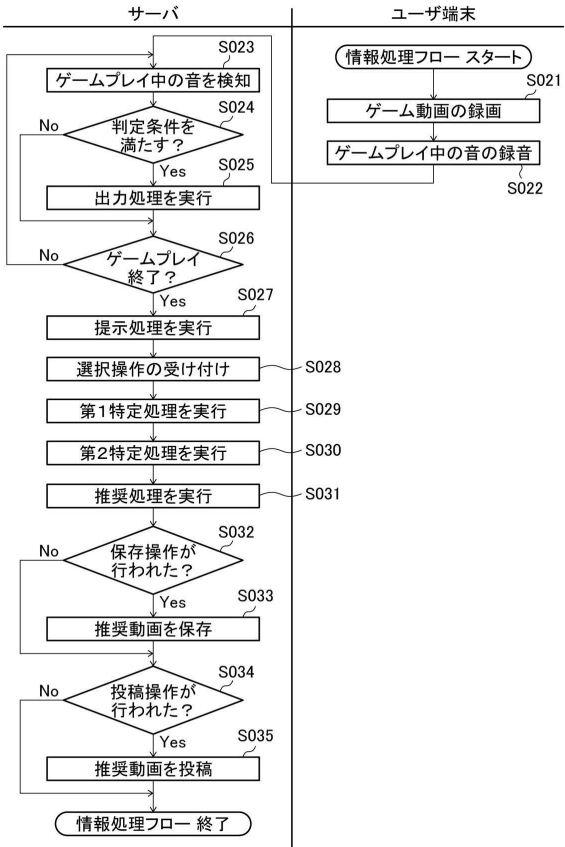 サーバ
ユーザ端末
情報処理フロー スタート
S021
ゲーム動画の録画
ゲームプレイ中の音の録音
S022
S023
ゲームプレイ中の音を検知
S024
No
判定条件を
満たす？
Yes
S025
出力処理を実行
S026
No
ゲームプレイ
終了？
Yes
S027
提示処理を実行
選択操作の受け付け
S028
第1特定処理を実行
S029
第2特定処理を実行
S030
推奨処理を実行
S031
S032
No
保存操作が
行われた？
Yes
S033
推奨動画を保存
S034
No
投稿操作が
行われた？
Yes
S035
推奨動画を投稿
情報処理フロー 終了